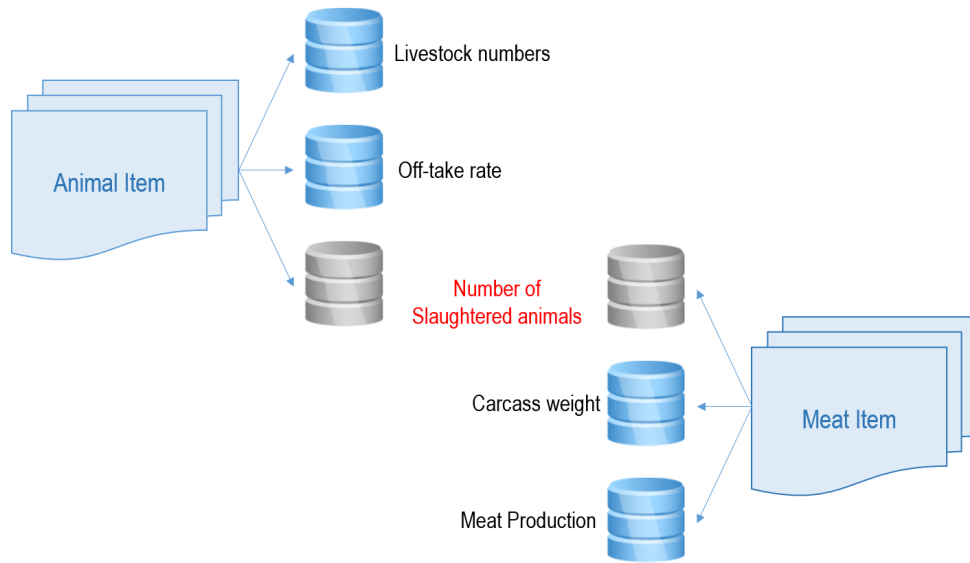 Livestock numbers
Animal Item
Off-take rate
Number of
Slaughtered animals
Carcass weight
Meat Item
Meat Production